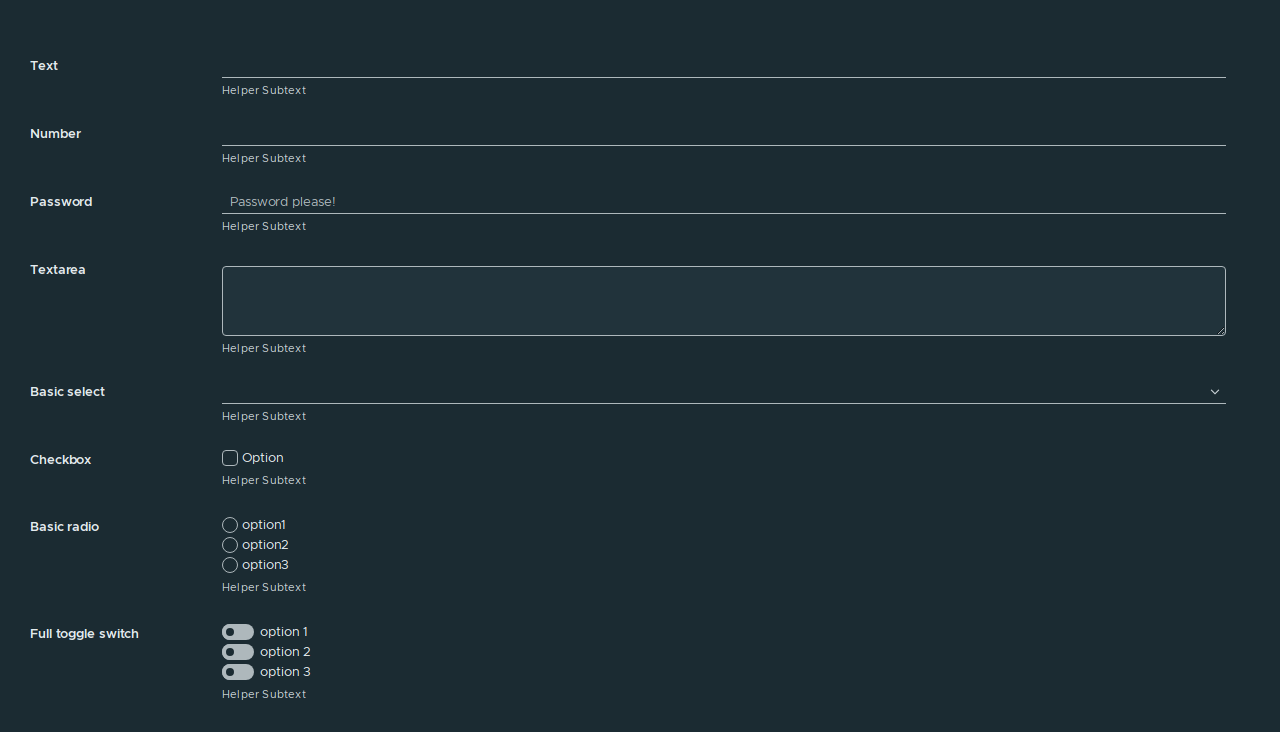 Text
Helper Subtext
Number
Helper Subtext
Password
Password please!
Helper Subtext
Textarea
Helper Subtext
Basic select
Helper Subtext
Checkbox
Option
Helper Subtext
Basic radio
option1
option2
option3
Helper Subtext
Full toggle switch
option 1
option 2
option 3
Helper Subtext